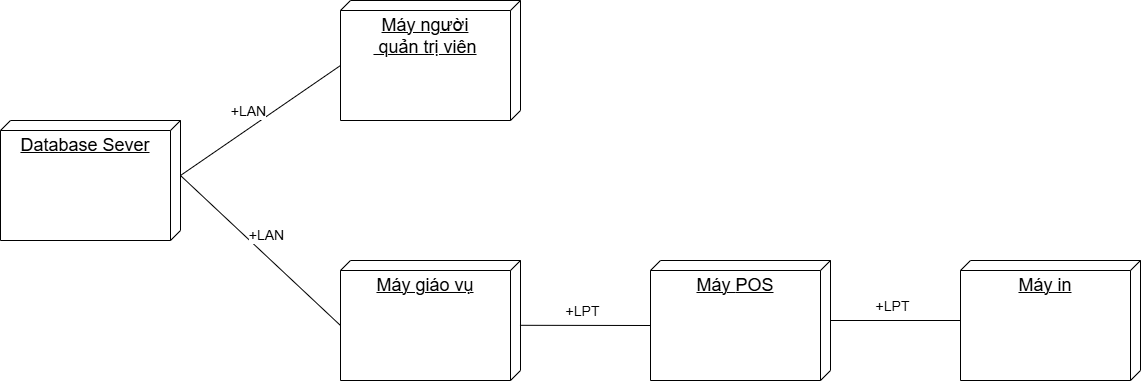 Máy người
quản trị viên
+LAN
Database Sever
+LAN
Máy giáo vụ
+LPT
Máy POS
+LPT
Máy in